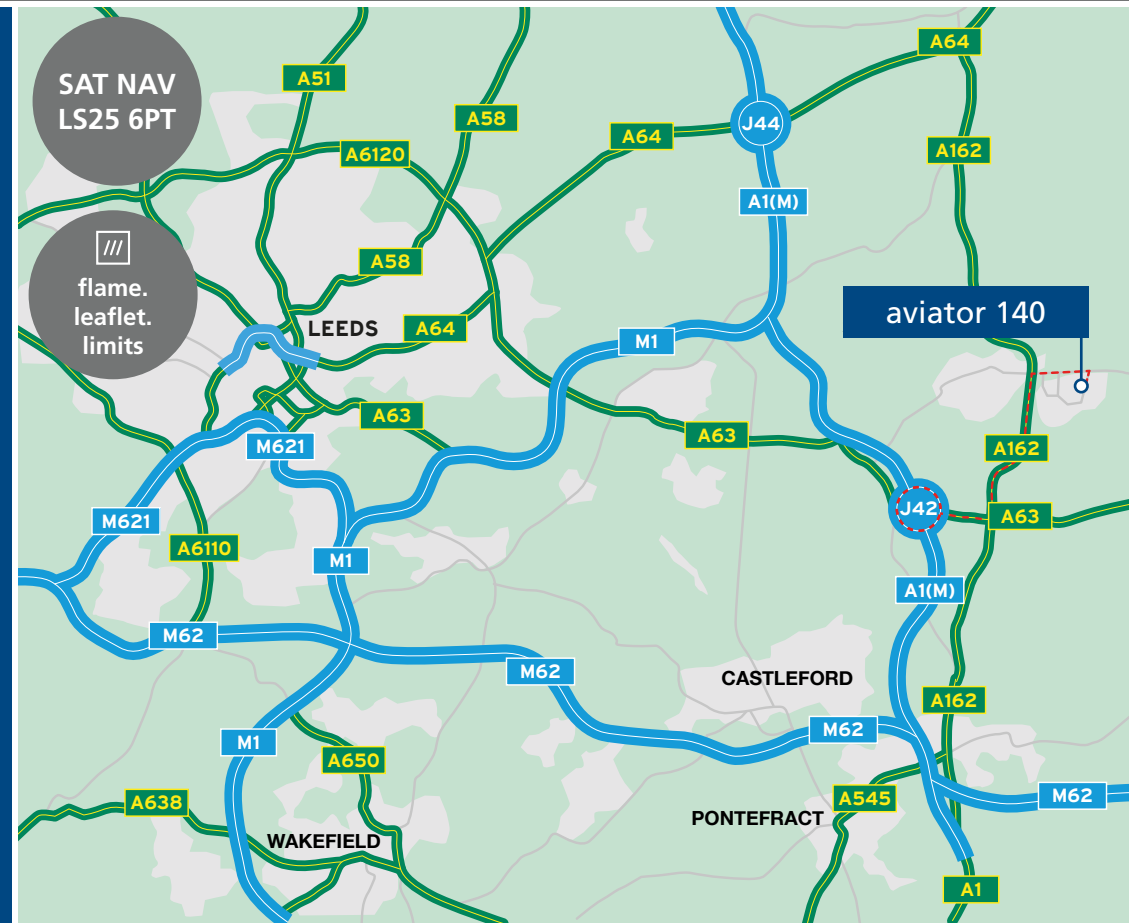 SAT NAV
LS25 6PT
flame.
leaflet.
limits
A51
A58
A64
A6120
A64
J44
A162
A1(M)
A58
aviator 140
LEEDS
A64
M1
A63
A63
M621
A162
M621
J42
A63
A6110
M1
A1(M)
M62
M62
CASTLEFORD
A162
M1
M62
A650
A638
A545
M62
PONTEFRACT
WAKEFIELD
A1